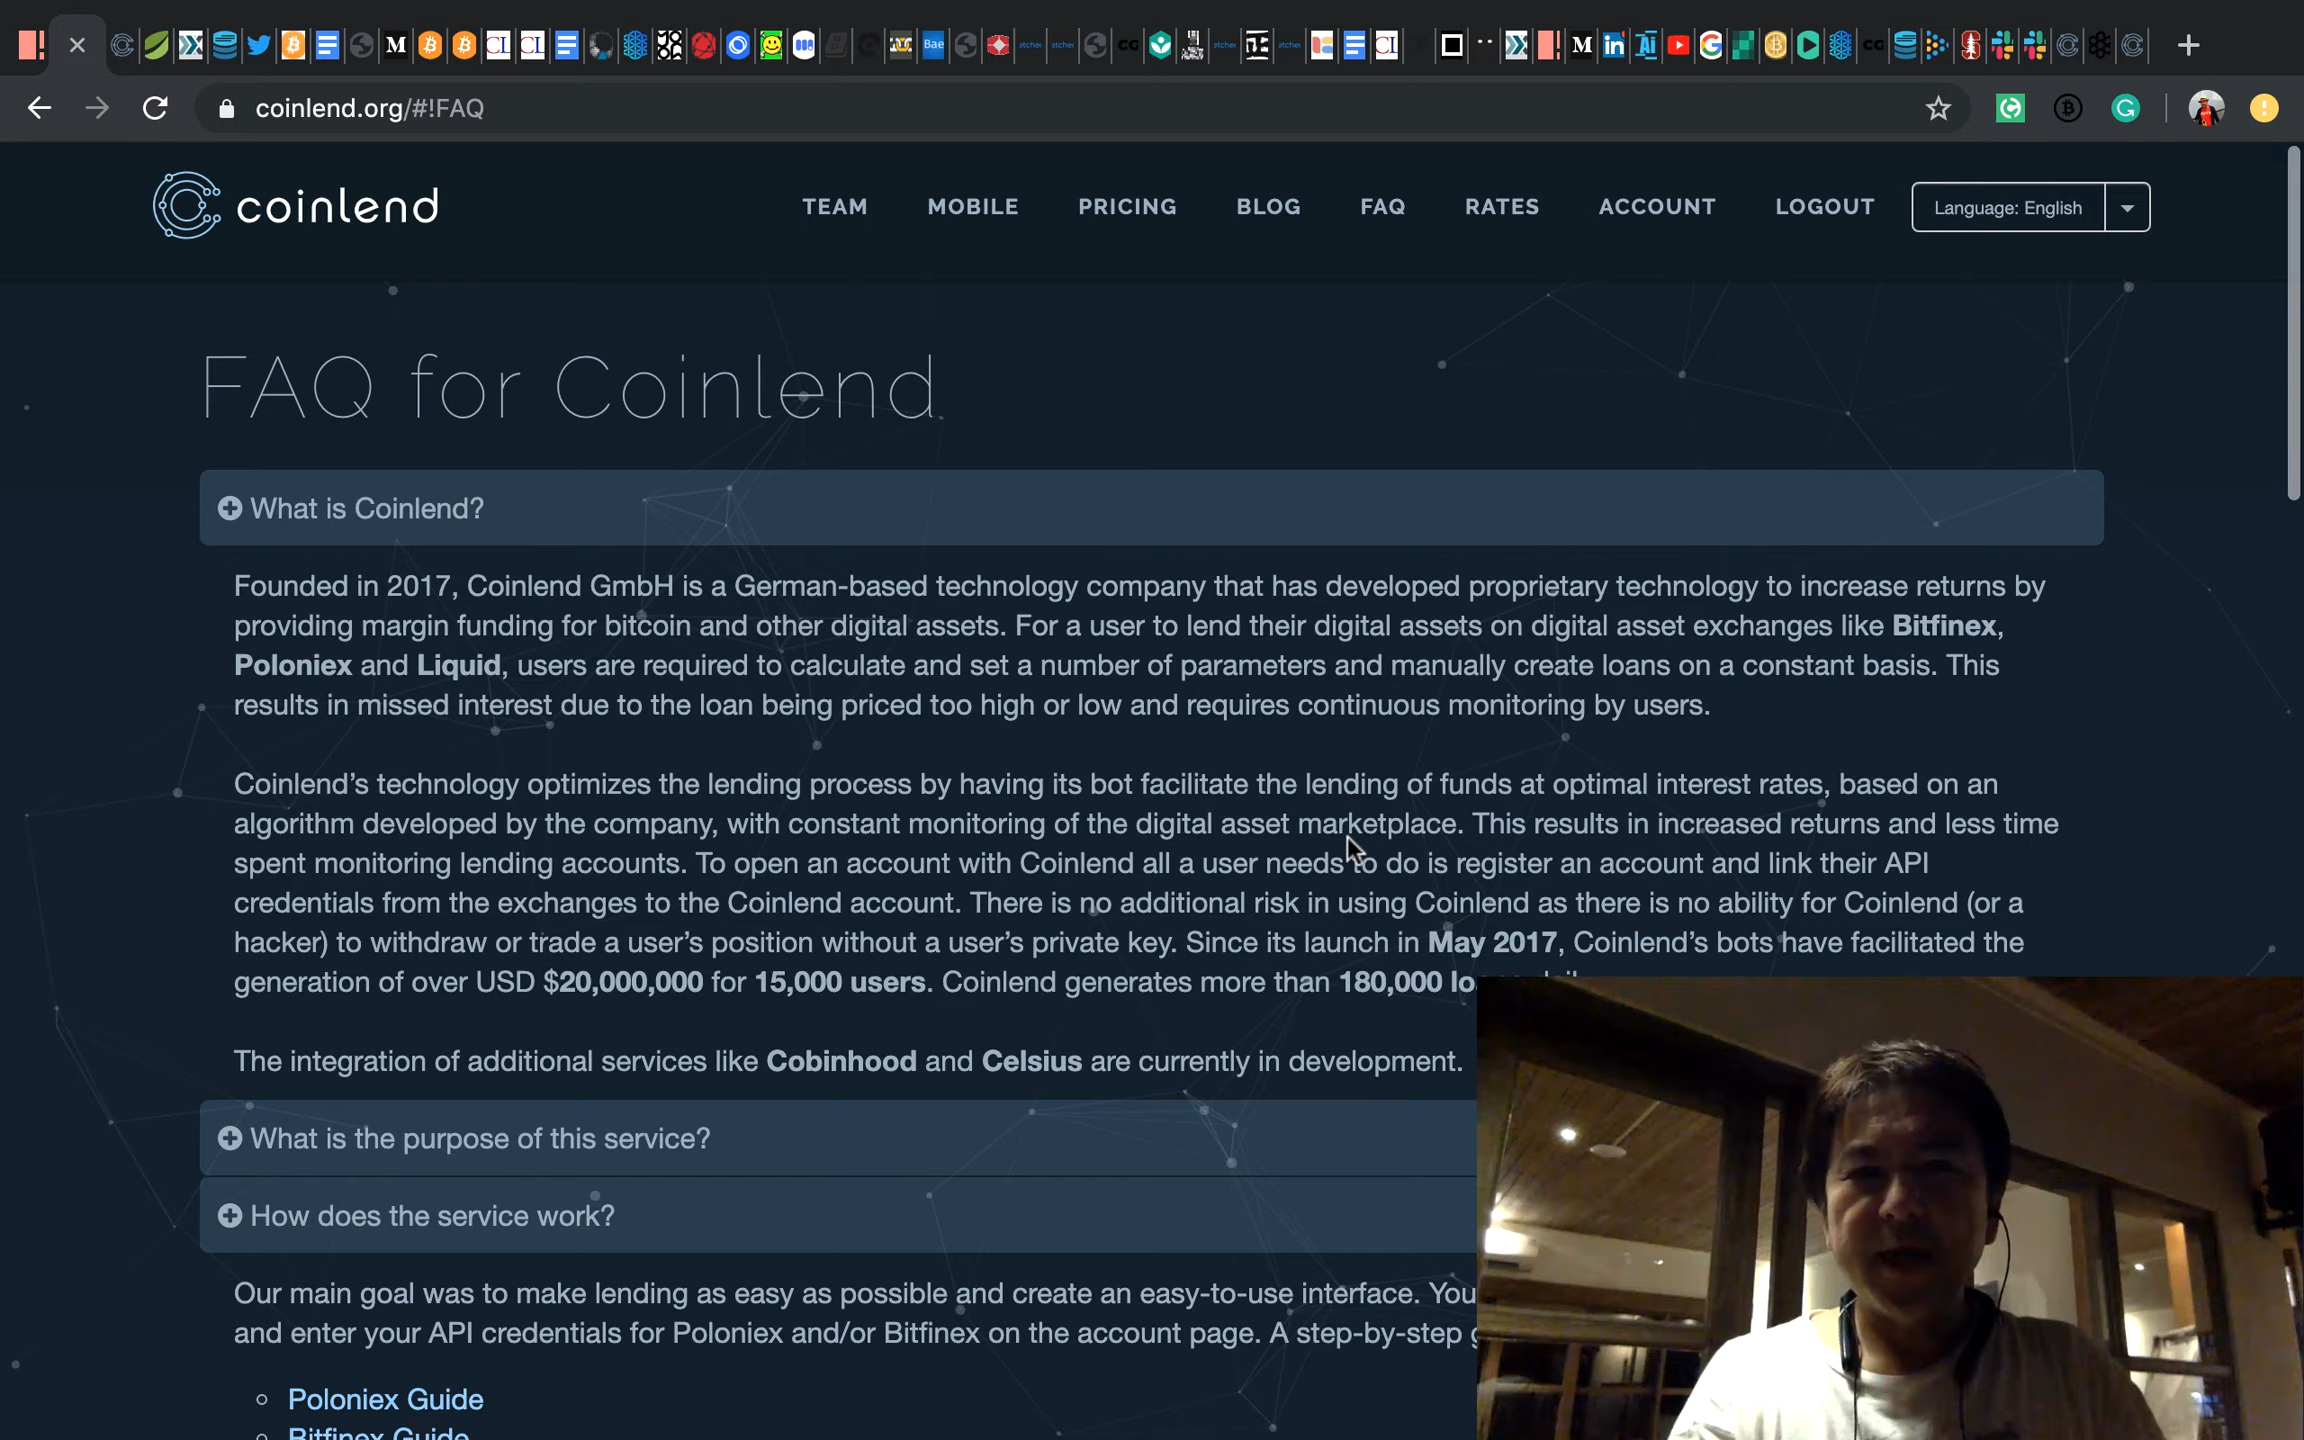 coinlend.org/#!FAQ
coinlend
TEAM
MOBILE
PRICING
BLOG
FAQ
RATES
ACCOUNT
LOGOUT
Language: English
FAQ for Coinlend
What is Coinlend?
Founded in 2017, Coinlend GmbH is a German-based technology company that has developed proprietary technology to increase returns by
providing margin funding for bitcoin and other digital assets. For a user to lend their digital assets on digital asset exchanges like Bitfinex,
Poloniex and Liquid, users are required to calculate and set a number of parameters and manually create loans on a constant basis. This
results in missed interest due to the loan being priced too high or low and requires continuous monitoring by users.
Coinlend’s technology optimizes the lending process by having its bot facilitate the lending of funds at optimal interest rates, based on an
algorithm developed by the company, with constant monitoring of the digital asset marketplace. This results in increased returns and less time
spent monitoring lending accounts. To open an account with Coinlend all a user needs to do is register an account and link their API
credentials from the exchanges to the Coinlend account. There is no additional risk in using Coinlend as there is no ability for Coinlend (or a
hacker) to withdraw or trade a user’s position without a user’s private key. Since its launch in May 2017, Coinlend’s bots have facilitated the
generation of over USD $20,000,000 for 15,000 users. Coinlend generates more than 180,000
The integration of additional services like Cobinhood and Celsius are currently in development.
What is the purpose of this service?
How does the service work?
Our main goal was to make lending as easy as possible and create an easy-to-use interface. You
and enter your API credentials for Poloniex and/or Bitfinex on the account page. A step-by-step
Poloniex Guide
Bitfinex Guide